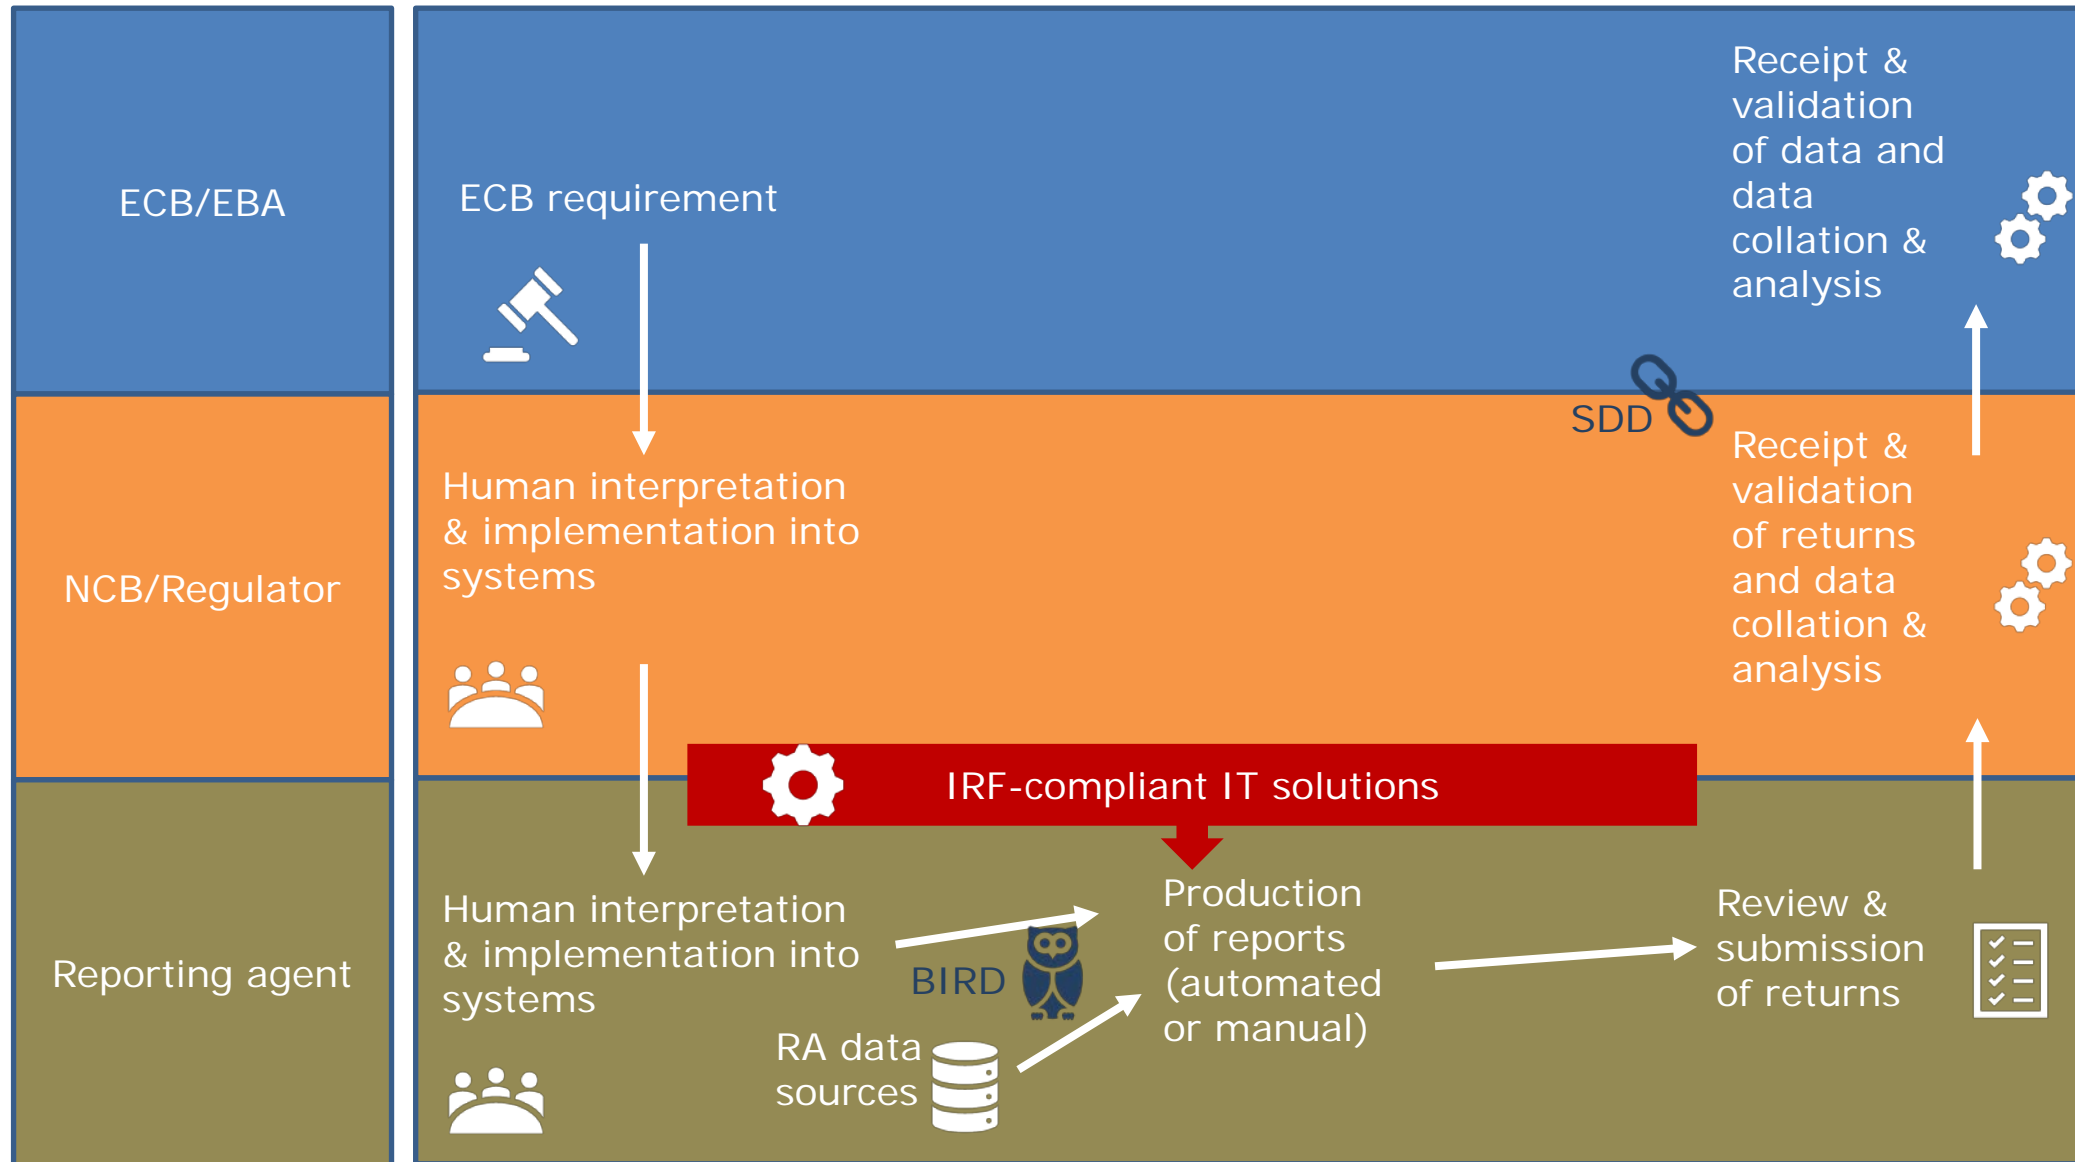 ECB/EBA
ECB requirement
Receipt &
validation
of data and
data
collation &
analysis
NCB/Regulator
Human interpretation
& implementation into
systems
SDD
Receipt &
validation
of returns
and data
collation &
analysis
IRF-compliant IT solutions
Reporting agent
Human interpretation
& implementation into
systems
BIRD
RA data
sources
Production
of reports
(automated
or manual)
Review &
submission
of returns